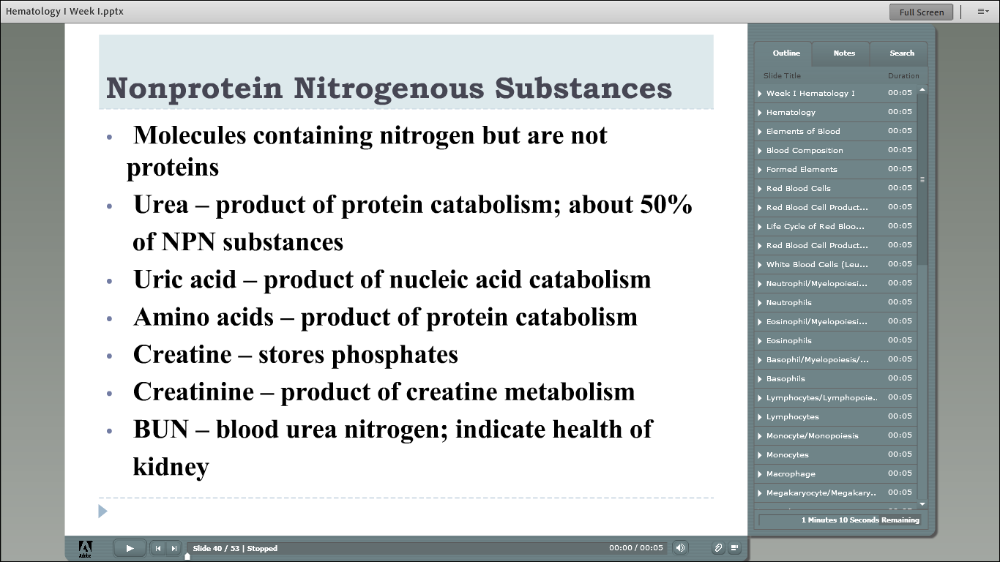 Hematology I Week I.pptx
Full Screen
Nonprotein Nitrogenous Substances
• Molecules containing nitrogen but are not
proteins
• Urea – product of protein catabolism; about 50%
of NPN substances
• Uric acid – product of nucleic acid catabolism
• Amino acids – product of protein catabolism
• Creatine – stores phosphates
• Creatinine – product of creatine metabolism
• BUN – blood urea nitrogen; indicate health of
kidney
Outline Notes Search
Slide Title Duration
Week I Hematology I 00:05
Hematology 00:05
Elements of Blood 00:05
Blood Composition 00:05
Formed Elements 00:05
Red Blood Cells 00:05
Red Blood Cell Product... 00:05
Life Cycle of Red Bloo... 00:05
Red Blood Cell Product... 00:05
White Blood Cells (Leu... 00:05
Neutrophil/Myelopoiesi... 00:05
Neutrophils 00:05
Eosinophil/Myelopoiesi... 00:05
Eosinophils 00:05
Basophil/Myelopoiesis/... 00:05
Basophils 00:05
Lymphocytes/Lymphopoie.. 00:05
Lymphocytes 00:05
Monocyte/Monopoiesis 00:05
Monocytes 00:05
Macrophage 00:05
Megakaryocyte/Megakary.. 00:05
1 Minutes 10 Seconds Remaining
Adobe
Slide 40 / 53 | Stopped 00:00 / 00:05